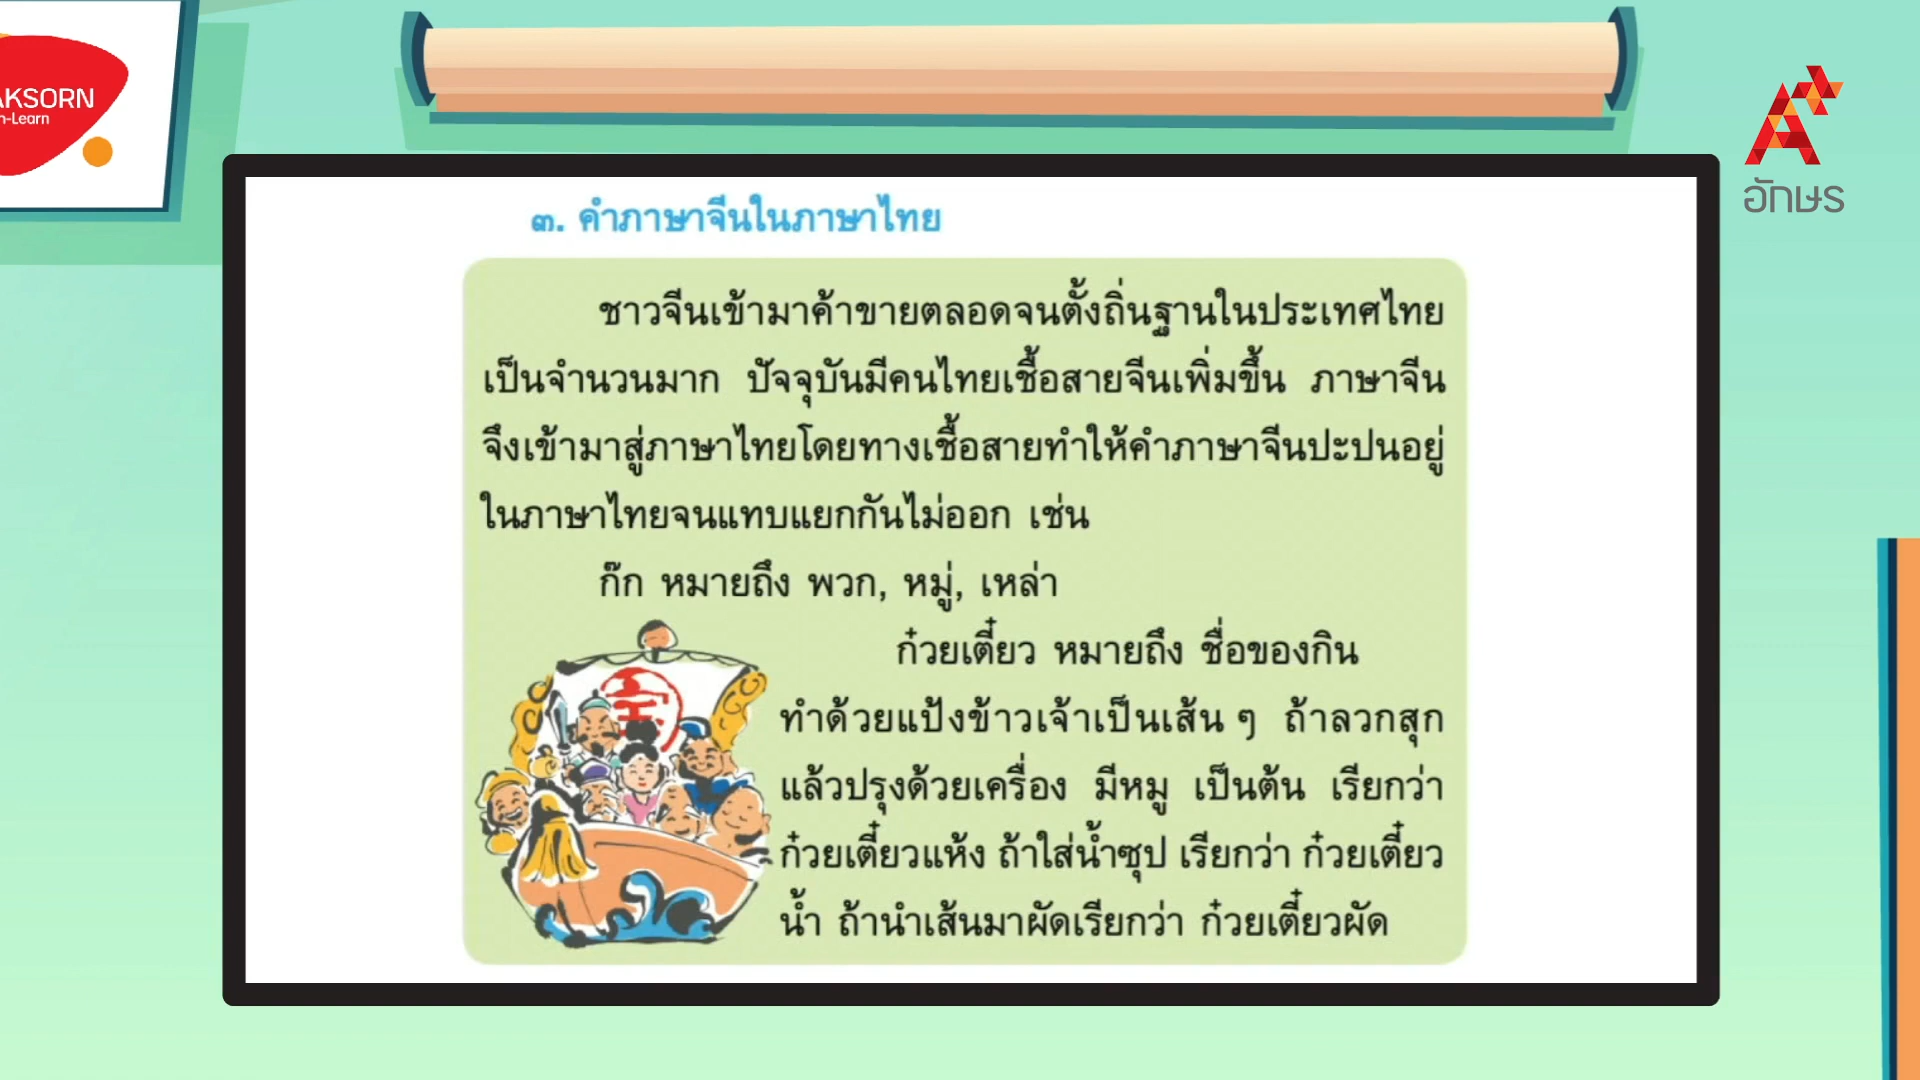 AKSORN
n-Learn
อักษร
๓. คำภาษาจีนในภาษาไทย
ชาวจีนเข้ามาค้าขายตลอดจนตั้งถิ่นฐานในประเทศไทย
เป็นจำนวนมาก ปัจจุบันมีคนไทยเชื้อสายจีนเพิ่มขึ้น ภาษาจีน
จึงเข้ามาสู่ภาษาไทยโดยทางเชื้อสายทำให้คำภาษาจีนปะปนอยู่
ในภาษาไทยจนแทบแยกกันไม่ออก เช่น
ก๊ก หมายถึง พวก, หมู่, เหล่า
ก๋วยเตี๋ยว หมายถึง ชื่อของกิน
ทำด้วยแป้งข้าวเจ้าเป็นเส้น ๆ ถ้าลวกสุก
แล้วปรุงด้วยเครื่อง มีหมู เป็นต้น เรียกว่า
ก๋วยเตี๋ยวแห้ง ถ้าใส่น้ำซุป เรียกว่า ก๋วยเตี๋ยว
น้ำ ถ้านำเส้นมาผัดเรียกว่า ก๋วยเตี๋ยวผัด